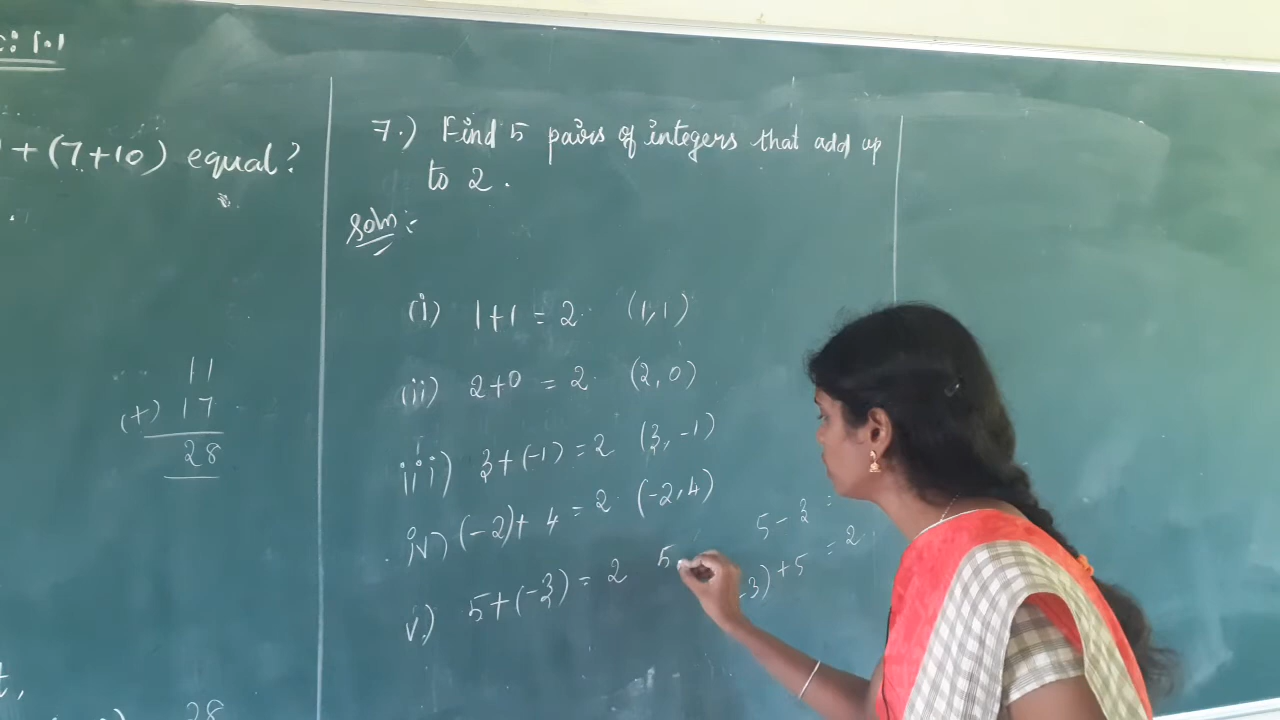 + (7+10) equal?
11
(+) 17
28
28
7.) Find 5 pairs of integers that add up
to 2.
Soln:
(i) 1+1 = 2. (1,1)
(ii) 2+0 = 2. (2, 0)
iii) 3+(-1) = 2 (3, -1)
iv) (-2)+ 4 = 2. (-2,4)
v.) 5+(-3) = 2 5,
5 - 3 =
-3) +5 = 2.